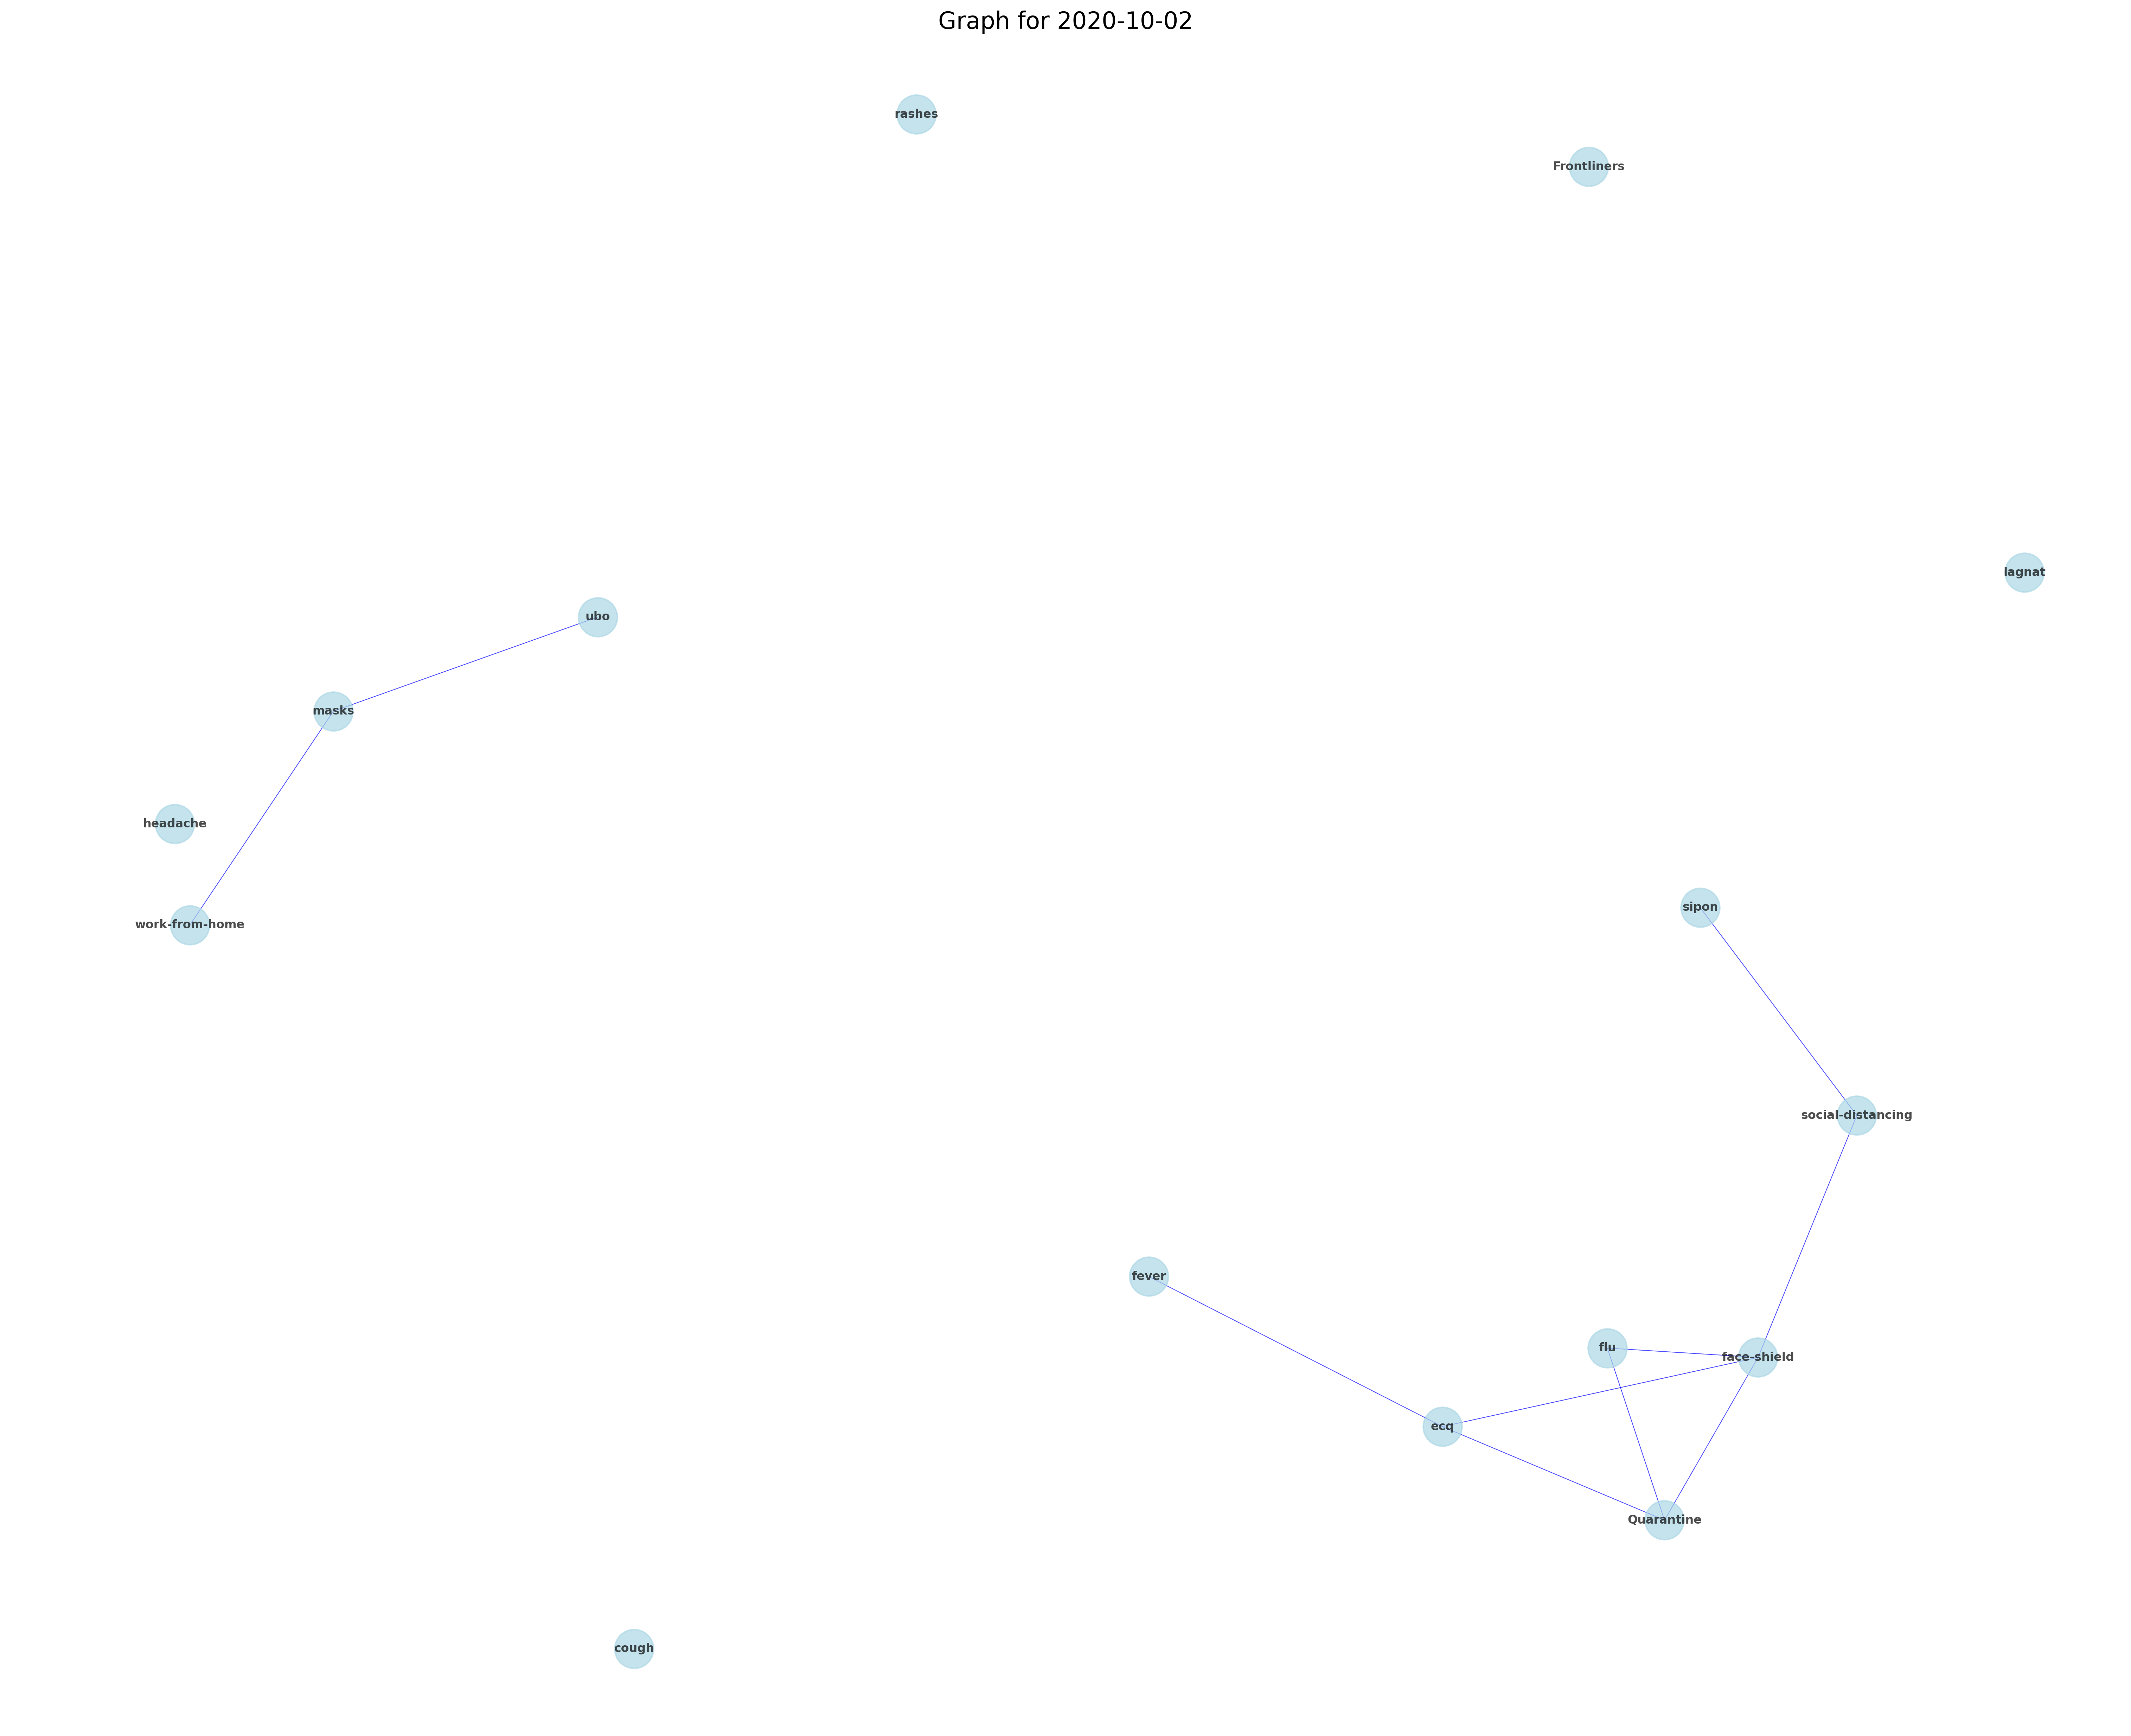 Graph for 2020-10-02
rashes
Frontliners
lagnat
ubo
masks
headache
sipon
work-from-home
social-distancing
fever
flu
face-shield
ecq
Quarantine
cough